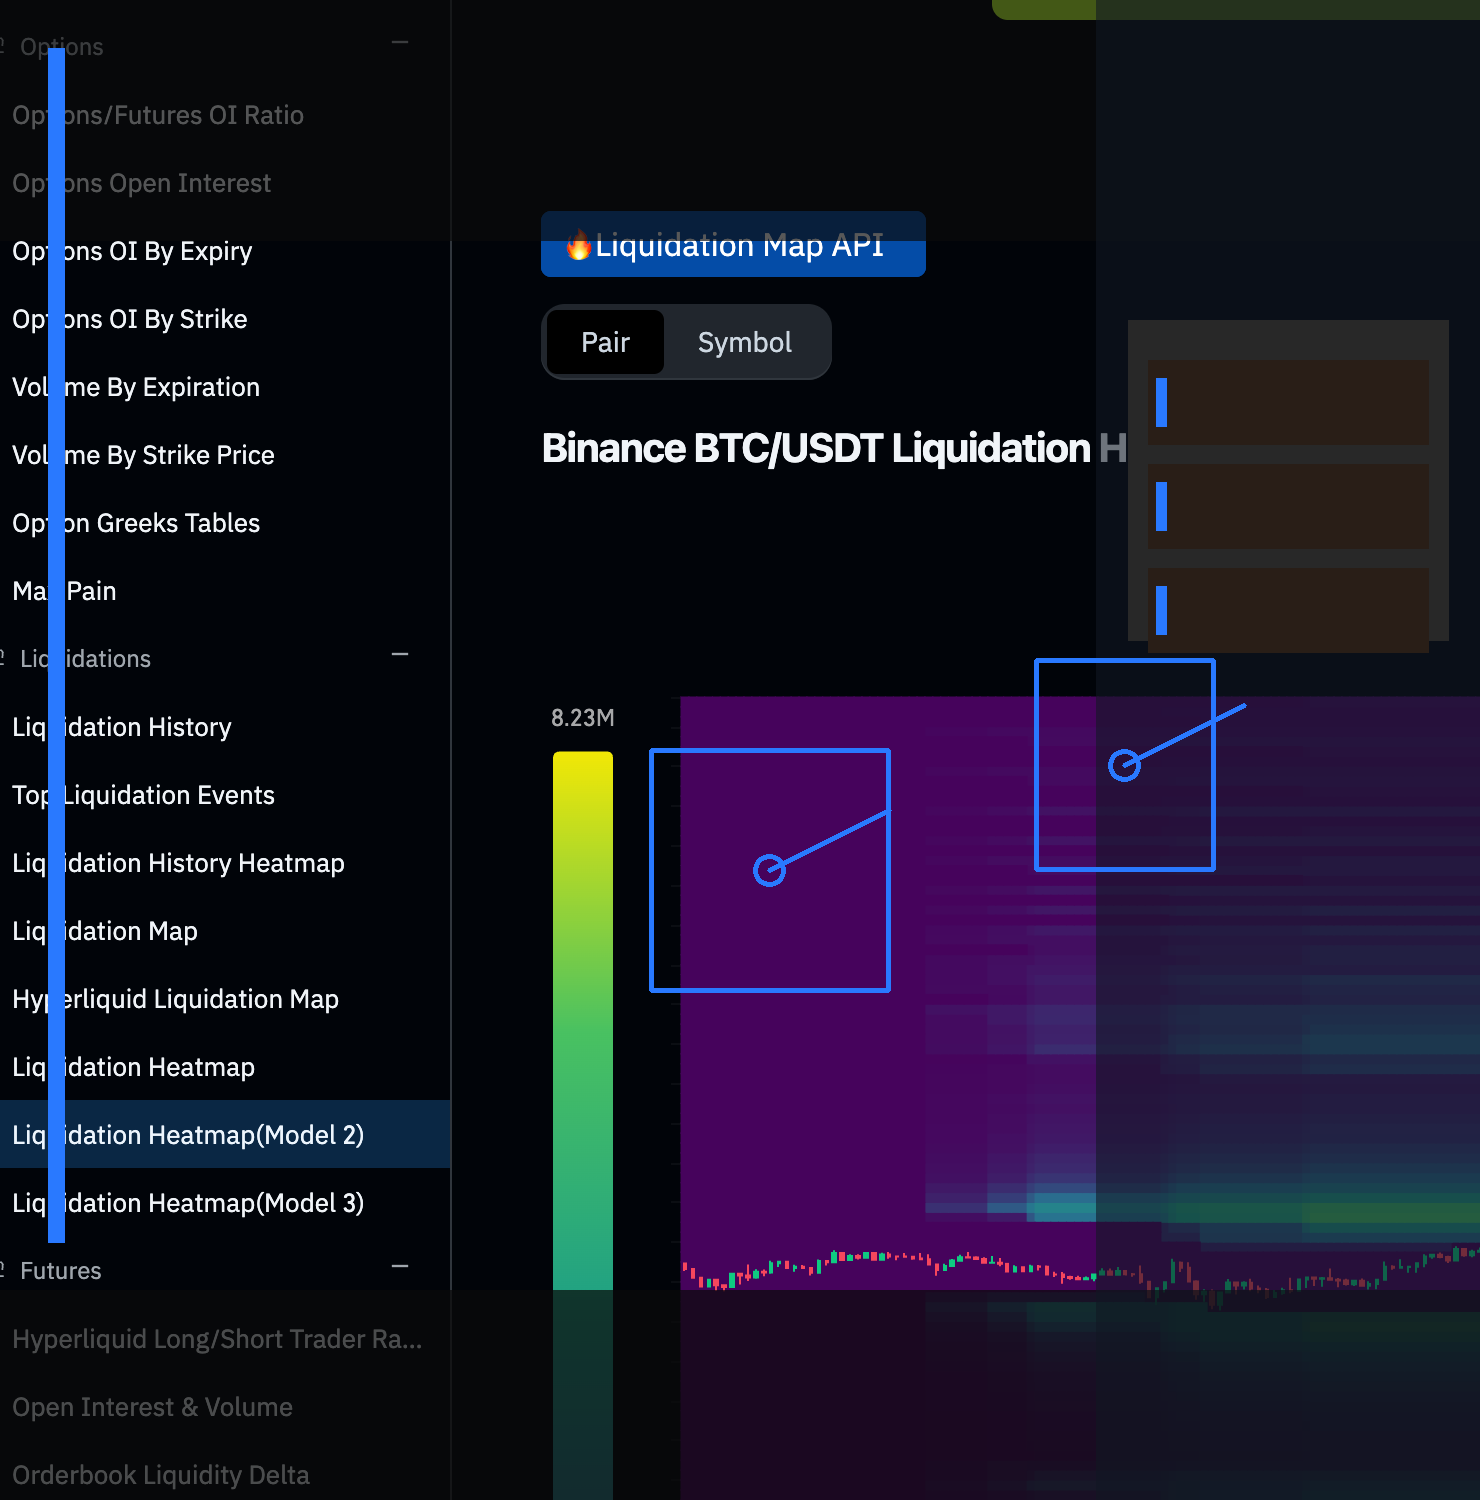 Options
Options/Futures OI Ratio
Options Open Interest
Options OI By Expiry
Options OI By Strike
Volume By Expiration
Volume By Strike Price
Option Greeks Tables
Max Pain
Liquidations
Liquidation History
Top Liquidation Events
Liquidation History Heatmap
Liquidation Map
Hyperliquid Liquidation Map
Liquidation Heatmap
Liquidation Heatmap(Model 2)
Liquidation Heatmap(Model 3)
Futures
Hyperliquid Long/Short Trader Ra...
Open Interest & Volume
Orderbook Liquidity Delta
🔥Liquidation Map API
Pair Symbol
Binance BTC/USDT Liquidation H
8.23M